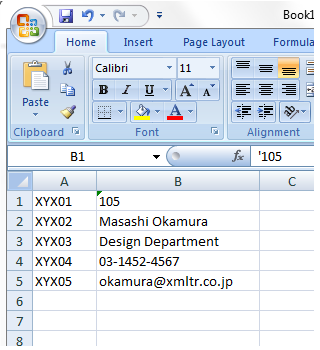 Book1
Home Insert Page Layout Formula
Paste
Calibri 11
B I U A A
Clipboard Font Alignment
B1 fx '105
A B C
1 XYX01 105
2 XYX02 Masashi Okamura
3 XYX03 Design Department
4 XYX04 03-1452-4567
5 XYX05 okamura@xmltr.co.jp
6
7
8